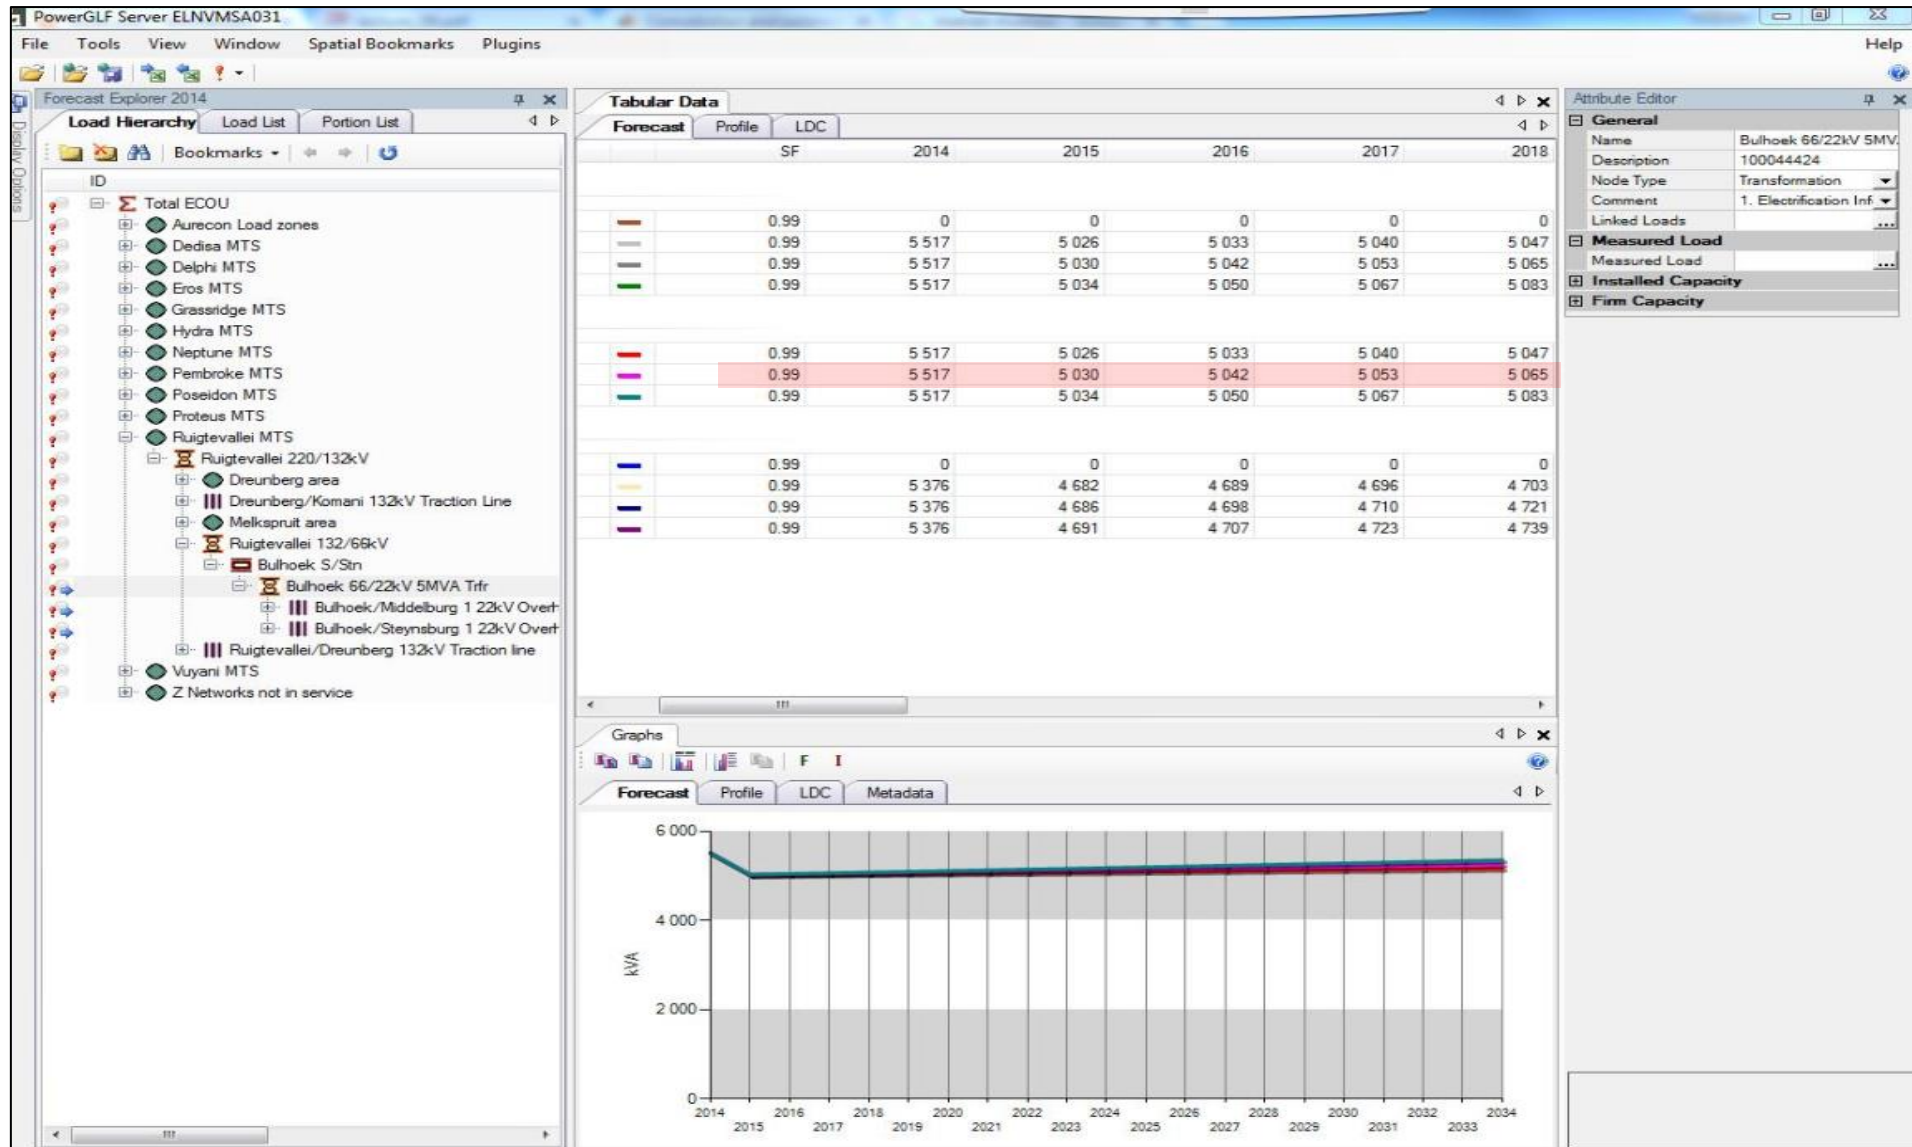 PowerGLF Server ELNVMSA031
File Tools View Window Spatial Bookmarks Plugins Help
Display Options
Forecast Explorer 2014
Load Hierarchy Load List Portion List
Bookmarks
ID
Total ECOU
Aurecon Load zones
Dedisa MTS
Delphi MTS
Eros MTS
Grassridge MTS
Hydra MTS
Neptune MTS
Pembroke MTS
Poseidon MTS
Proteus MTS
Ruigtevallei MTS
Ruigtevallei 220/132kV
Dreunberg area
Dreunberg/Komani 132kV Traction Line
Melkspruit area
Ruigtevallei 132/66kV
Bulhoek S/Stn
Bulhoek 66/22kV 5MVA Trfr
Bulhoek/Middelburg 1 22kV Overh
Bulhoek/Steynsburg 1 22kV Overh
Ruigtevallei/Dreunberg 132kV Traction line
Vuyani MTS
Z Networks not in service
Tabular Data
Forecast Profile LDC
SF 2014 2015 2016 2017 2018
0.99 0 0 0 0 0
0.99 5 517 5 026 5 033 5 040 5 047
0.99 5 517 5 030 5 042 5 053 5 065
0.99 5 517 5 034 5 050 5 067 5 083
0.99 5 517 5 026 5 033 5 040 5 047
0.99 5 517 5 030 5 042 5 053 5 065
0.99 5 517 5 034 5 050 5 067 5 083
0.99 0 0 0 0 0
0.99 5 376 4 682 4 689 4 696 4 703
0.99 5 376 4 686 4 698 4 710 4 721
0.99 5 376 4 691 4 707 4 723 4 739
Graphs
F I
Forecast Profile LDC Metadata
6 000
4 000
kVA
2 000
0
2014 2016 2018 2020 2022 2024 2026 2028 2030 2032 2034
2015 2017 2019 2021 2023 2025 2027 2029 2031 2033
Attribute Editor
General
Name Bulhoek 66/22kV 5MV.
Description 100044424
Node Type Transformation
Comment 1. Electrification Inf
Linked Loads ...
Measured Load
Measured Load ...
Installed Capacity
Firm Capacity